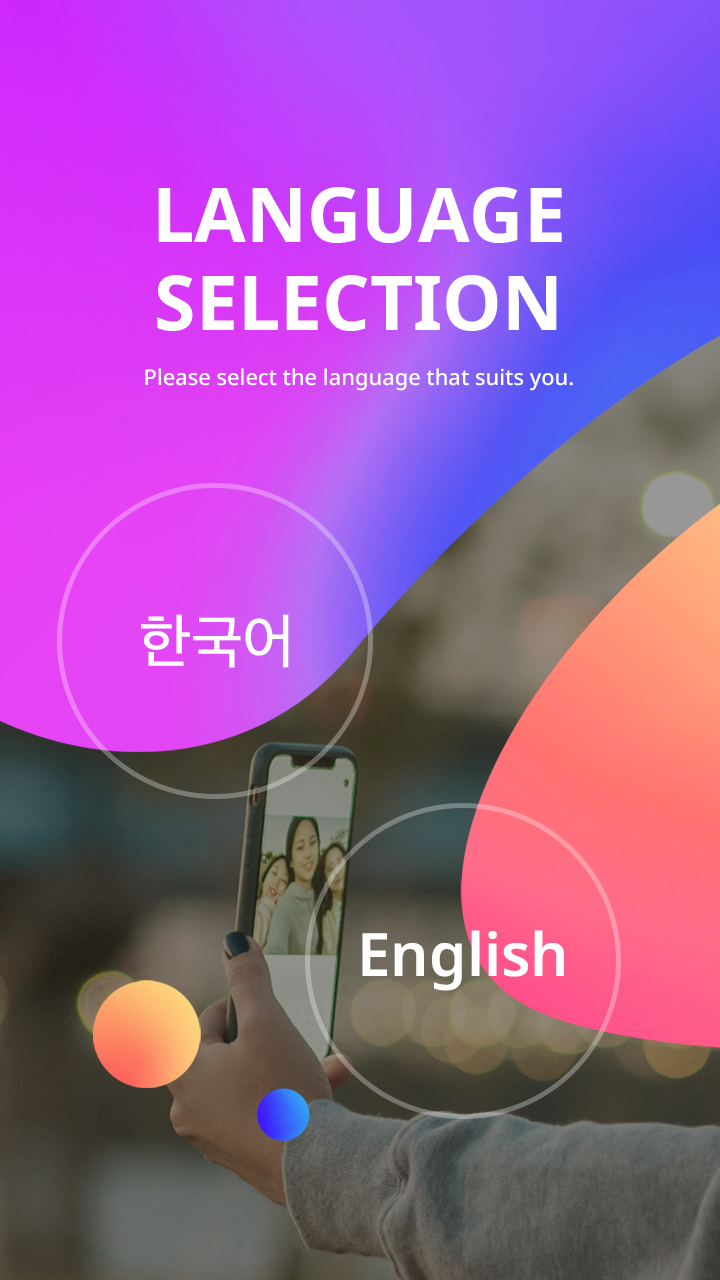 LANGUAGE
SELECTION
Please select the language that suits you.
한국어
English